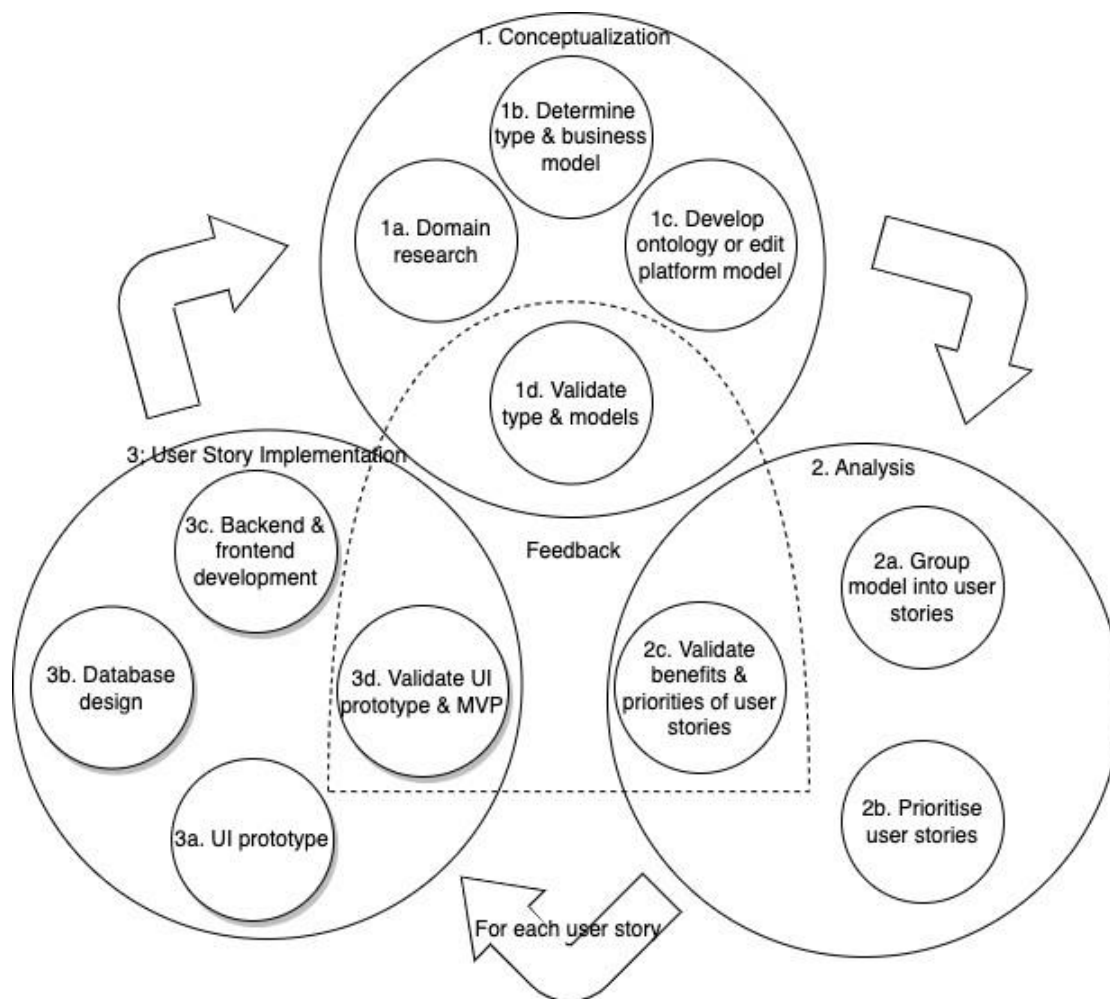 1. Conceptualization
1b. Determine
type & business
model
1a. Domain
research
1c. Develop
ontology or edit
platform model
1d. Validate
type & models
3; User Story Implementation
2. Analysis
3c. Backend &
frontend
development
Feedback
2a. Group
model into user
stories
3b. Database
design
3d. Validate UI
prototype & MVP
2c. Validate
benefits &
priorities of user
stories
3a. UI prototype
2b. Prioritise
user stories
For each user story